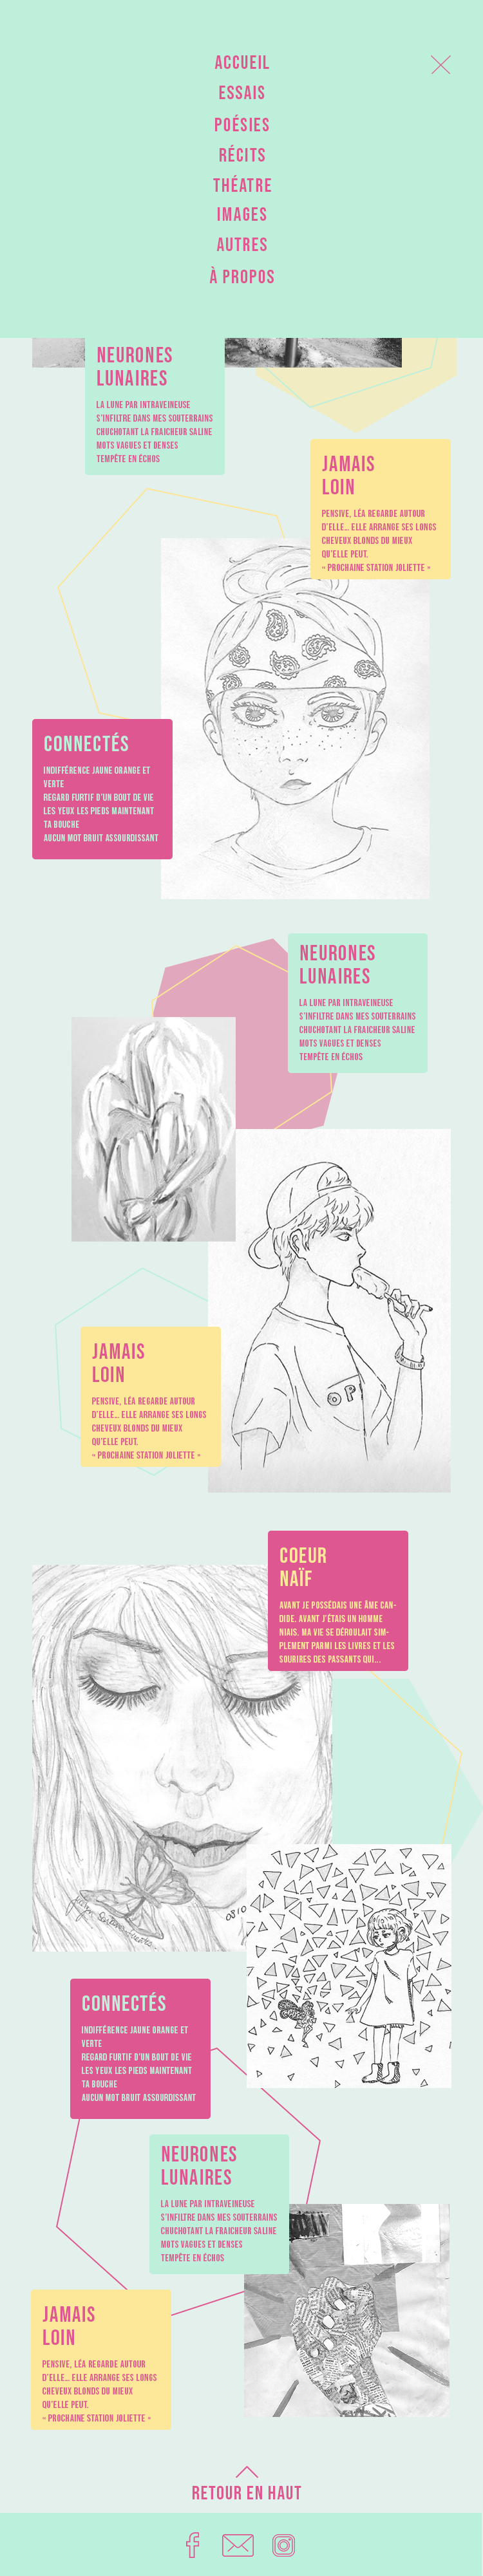 ACCUEIL
ESSAIS
POÉSIES
RÉCITS
THÉATRE
IMAGES
AUTRES
À PROPOS
NEURONES
LUNAIRES
LA LUNE PAR INTRAVEINEUSE
S'INFILTRE DANS MES SOUTERRAINS
CHUCHOTANT LA FRAICHEUR SALINE
MOTS VAGUES ET DENSES
TEMPÊTE EN ÉCHOS
JAMAIS
LOIN
PENSIVE, LÉA REGARDE AUTOUR
D'ELLE... ELLE ARRANGE SES LONGS
CHEVEUX BLONDS DU MIEUX
QU'ELLE PEUT.
« PROCHAINE STATION JOLIETTE »
CONNECTÉS
INDIFFÉRENCE JAUNE ORANGE ET
VERTE
REGARD FURTIF D'UN BOUT DE VIE
LES YEUX LES PIEDS MAINTENANT
TA BOUCHE
AUCUN MOT BRUIT ASSOURDISSANT
NEURONES
LUNAIRES
LA LUNE PAR INTRAVEINEUSE
S'INFILTRE DANS MES SOUTERRAINS
CHUCHOTANT LA FRAICHEUR SALINE
MOTS VAGUES ET DENSES
TEMPÊTE EN ÉCHOS
OP
JAMAIS
LOIN
PENSIVE, LÉA REGARDE AUTOUR
D'ELLE... ELLE ARRANGE SES LONGS
CHEVEUX BLONDS DU MIEUX
QU'ELLE PEUT.
« PROCHAINE STATION JOLIETTE »
COEUR
NAÏF
AVANT JE POSSÉDAIS UNE ÂME CAN-
DIDE. AVANT J'ÉTAIS UN HOMME
NIAIS. MA VIE SE DÉROULAIT SIM-
PLEMENT PARMI LES LIVRES ET LES
SOURIRES DES PASSANTS QUI...
08/0
CONNECTÉS
INDIFFÉRENCE JAUNE ORANGE ET
VERTE
REGARD FURTIF D'UN BOUT DE VIE
LES YEUX LES PIEDS MAINTENANT
TA BOUCHE
AUCUN MOT BRUIT ASSOURDISSANT
NEURONES
LUNAIRES
LA LUNE PAR INTRAVEINEUSE
S'INFILTRE DANS MES SOUTERRAINS
CHUCHOTANT LA FRAICHEUR SALINE
MOTS VAGUES ET DENSES
TEMPÊTE EN ÉCHOS
JAMAIS
LOIN
PENSIVE, LÉA REGARDE AUTOUR
D'ELLE... ELLE ARRANGE SES LONGS
CHEVEUX BLONDS DU MIEUX
QU'ELLE PEUT.
« PROCHAINE STATION JOLIETTE »
RETOUR EN HAUT